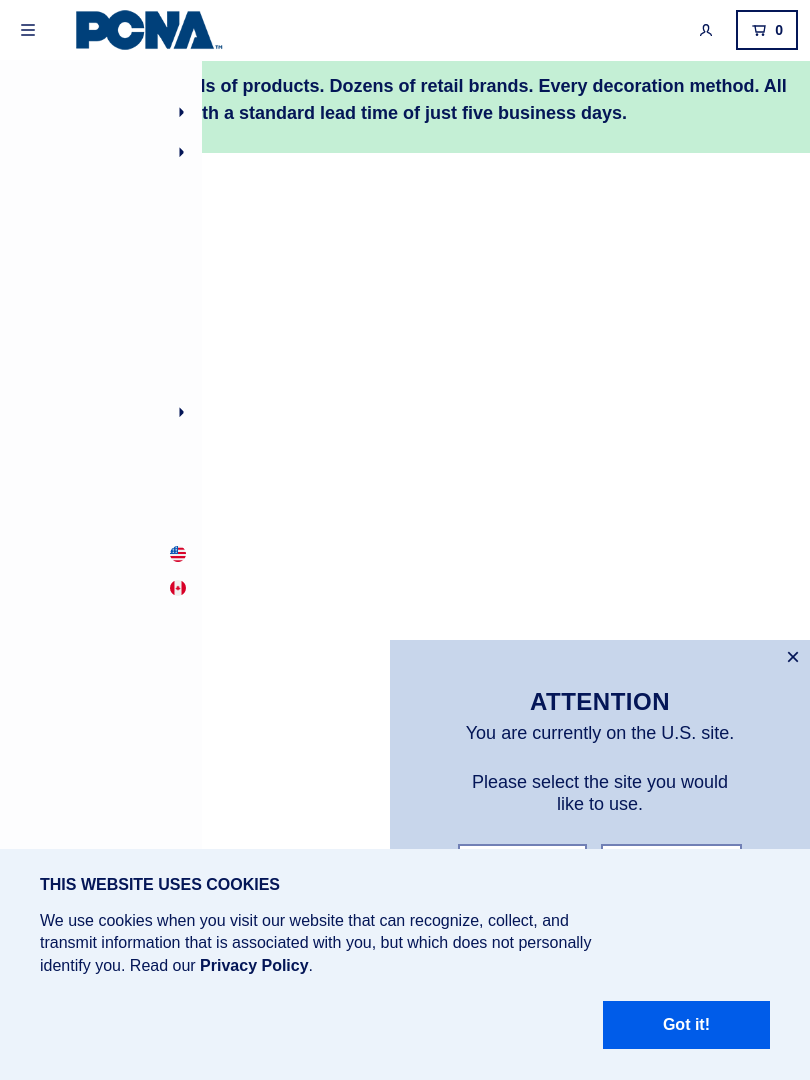 PCNA™
0
of products. Dozens of retail brands. Every decoration method. All
a standard lead time of just five business days.
ATTENTION
You are currently on the U.S. site.
Please select the site you would
like to use.
THIS WEBSITE USES COOKIES
We use cookies when you visit our website that can recognize, collect, and
transmit information that is associated with you, but which does not personally
identify you. Read our Privacy Policy.
Got it!